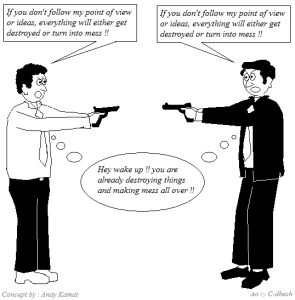 If you don't follow my point of view
or ideas, everything will either get
destroyed or turn into mess !!
If you don't follow my point of view
or ideas, everything will either get
destroyed or turn into mess !!
Hey wake up !! you are
already destroying things
and making mess all over !!
Concept by : Anay Kamat
Art by C-dhesh